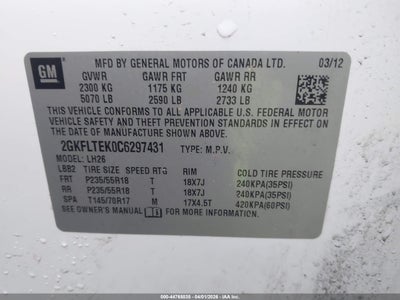 GM
MFD BY GENERAL MOTORS OF CANADA LTD. 03/12
GVWR GAWR FRT GAWR RR
2300 KG 1175 KG 1240 KG
5070 LB 2590 LB 2733 LB
THIS VEHICLE CONFORMS TO ALL APPLICABLE U.S. FEDERAL MOTOR
VEHICLE SAFETY, BUMPER, AND THEFT PREVENTION STANDARDS IN
EFFECT ON THE DATE OF MANUFACTURE SHOWN ABOVE.
2GKFLTEK0C6297431 TYPE: M.P.V.
MODEL: LH26
LBB2 TIRE SIZE SPEED RTG RIM COLD TIRE PRESSURE
FRT P235/55R18 T 18X7J 240KPA(35PSI)
RR P235/55R18 T 18X7J 240KPA(35PSI)
SPA T145/70R17 M 17X4.5T 420KPA(60PSI)
SEE OWNER'S MANUAL FOR ADDITIONAL INFORMATION.